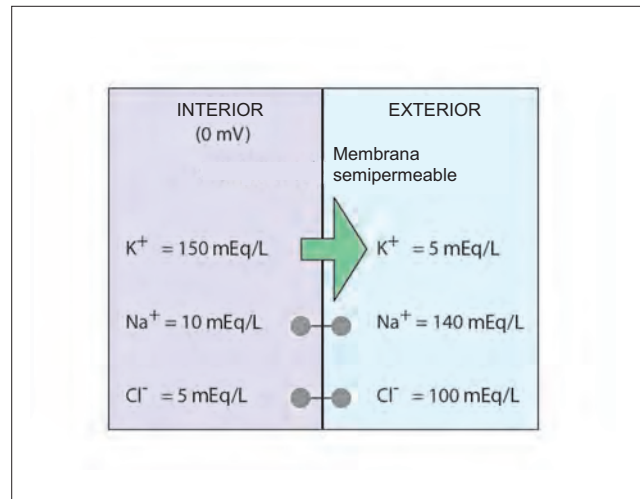 INTERIOR
(0 mV)
EXTERIOR
Membrana
semipermeable
K⁺ = 150 mEq/L
K⁺ = 5 mEq/L
Na⁺ = 10 mEq/L
Na⁺ = 140 mEq/L
Cl⁻ = 5 mEq/L
Cl⁻ = 100 mEq/L